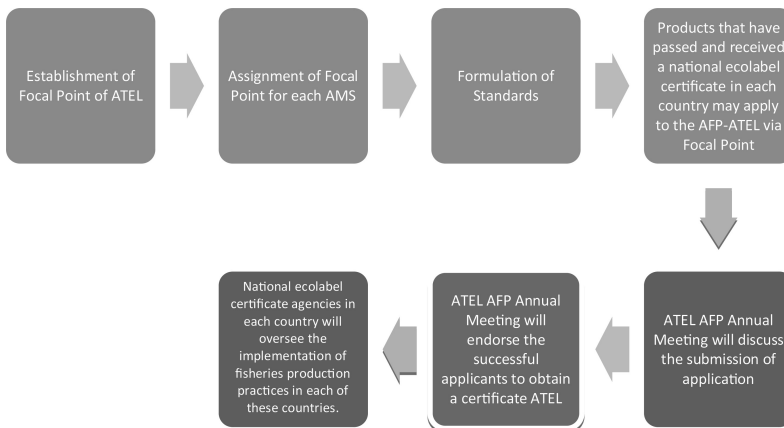 Establishment of
Focal Point of ATEL
Assignment of Focal
Point for each AMS
Formulation of
Standards
Products that have
passed and received
a national ecolabel
certificate in each
country may apply
to the AFP-ATEL via
Focal Point
ATEL AFP Annual
Meeting will discuss
the submission of
application
ATEL AFP Annual
Meeting will
endorse the
successful
applicants to obtain
a certificate ATEL
National ecolabel
certificate agencies in
each country will
oversee the
implementation of
fisheries production
practices in each of
these countries.